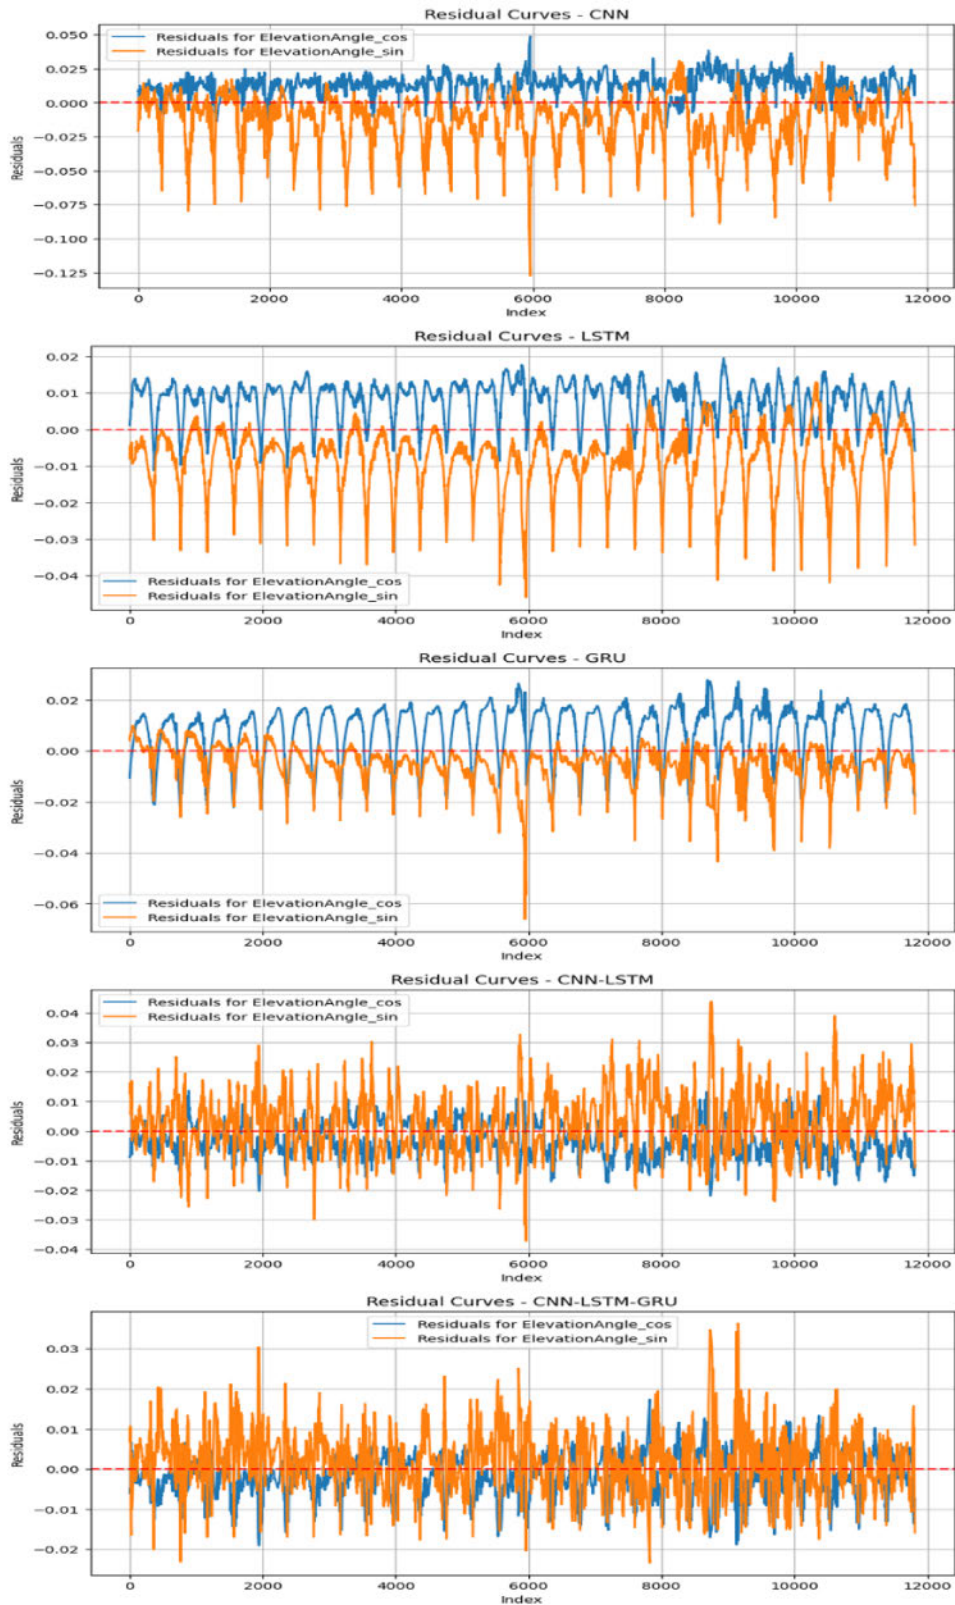 Residual Curves - CNN
Residuals for ElevationAngle_cos
Residuals for ElevationAngle_sin
0.050
0.025
0.000
−0.025
−0.050
−0.075
−0.100
−0.125
Residuals
0 2000 4000 6000 8000 10000 12000
Index
Residual Curves - LSTM
0.02
0.01
0.00
−0.01
−0.02
−0.03
−0.04
Residuals
Residuals for ElevationAngle_cos
Residuals for ElevationAngle_sin
0 2000 4000 6000 8000 10000 12000
Index
Residual Curves - GRU
0.02
0.00
−0.02
−0.04
−0.06
Residuals
Residuals for ElevationAngle_cos
Residuals for ElevationAngle_sin
0 2000 4000 6000 8000 10000 12000
Index
Residual Curves - CNN-LSTM
Residuals for ElevationAngle_cos
Residuals for ElevationAngle_sin
0.04
0.03
0.02
0.01
0.00
−0.01
−0.02
−0.03
−0.04
Residuals
0 2000 4000 6000 8000 10000 12000
Index
Residual Curves - CNN-LSTM-GRU
Residuals for ElevationAngle_cos
Residuals for ElevationAngle_sin
0.03
0.02
0.01
0.00
−0.01
−0.02
Residuals
0 2000 4000 6000 8000 10000 12000
Index